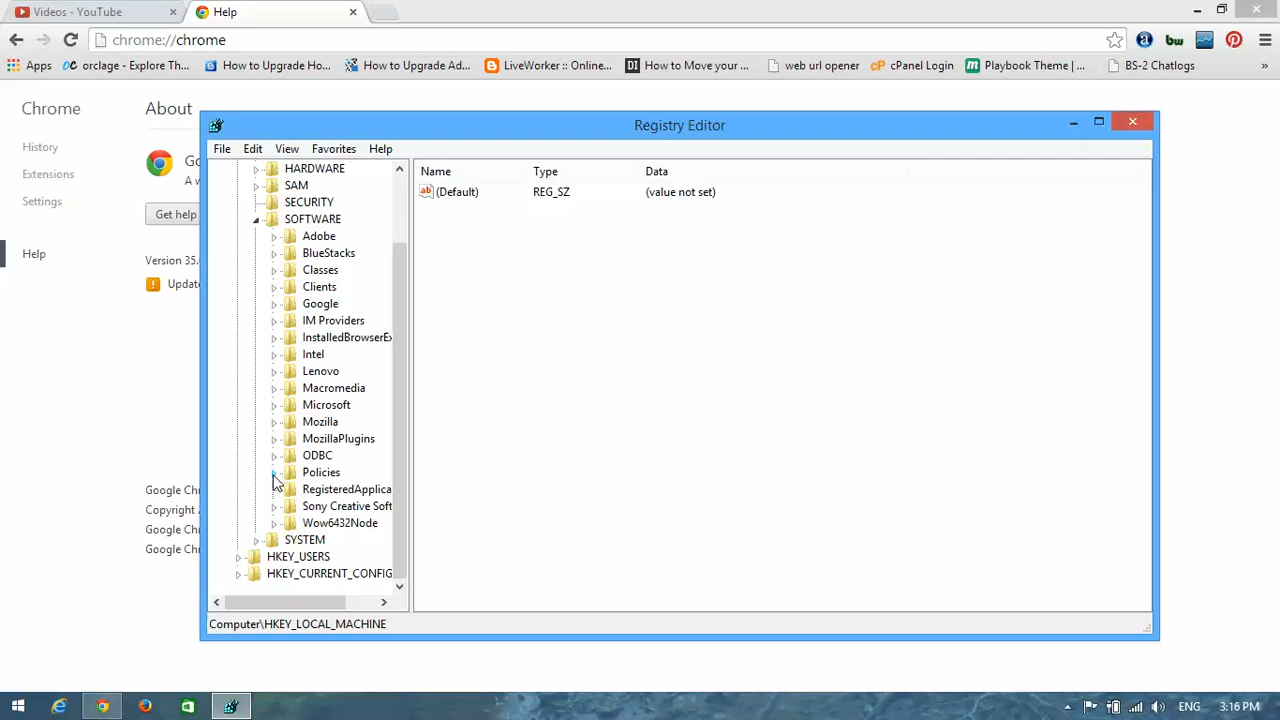 Videos - YouTube
Help
chrome://chrome
Apps
orclage - Explore Th...
How to Upgrade Ho...
How to Upgrade Ad...
LiveWorker :: Online...
DI
How to Move your ...
web url opener
cP
cPanel Login
m
Playbook Theme | ...
BS-2 Chatlogs
»
Chrome
About
History
Extensions
Settings
Help
Get help
Version 35.
Update
Google Chr
Copyright
Google Chr
Google Chr
Registry Editor
File Edit View Favorites Help
HARDWARE
SAM
SECURITY
SOFTWARE
Adobe
BlueStacks
Classes
Clients
Google
IM Providers
InstalledBrowserEx
Intel
Lenovo
Macromedia
Microsoft
Mozilla
MozillaPlugins
ODBC
Policies
RegisteredApplica
Sony Creative Soft
Wow6432Node
SYSTEM
HKEY_USERS
HKEY_CURRENT_CONFIG
Name Type Data
ab (Default) REG_SZ (value not set)
Computer\HKEY_LOCAL_MACHINE
ENG
3:16 PM